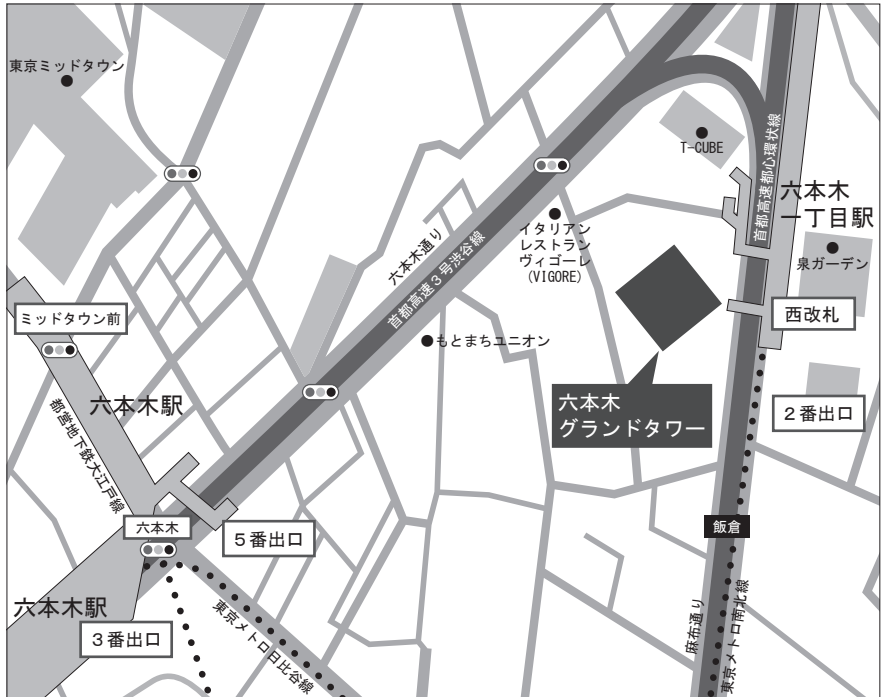 東京ミッドタウン
T-CUBE
首都高速都心環状線
六本木
一丁目駅
泉ガーデン
六本木通り
首都高速3号渋谷線
イタリアン
レストラン
ヴィゴーレ
(VIGORE)
ミッドタウン前
西改札
もとまちユニオン
六本木駅
都営地下鉄大江戸線
六本木
グランドタワー
2番出口
六本木
5番出口
飯倉
六本木駅
3番出口
東京メトロ日比谷線
麻布通り
東京メトロ南北線